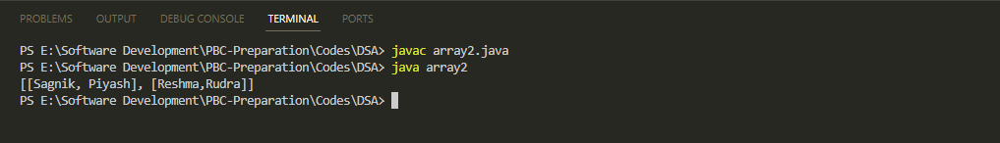 PROBLEMS OUTPUT DEBUG CONSOLE TERMINAL PORTS
PS E:\Software Development\PBC-Preparation\Codes\DSA> javac array2.java
PS E:\Software Development\PBC-Preparation\Codes\DSA> java array2
[[Sagnik, Piyash], [Reshma,Rudra]]
PS E:\Software Development\PBC-Preparation\Codes\DSA>